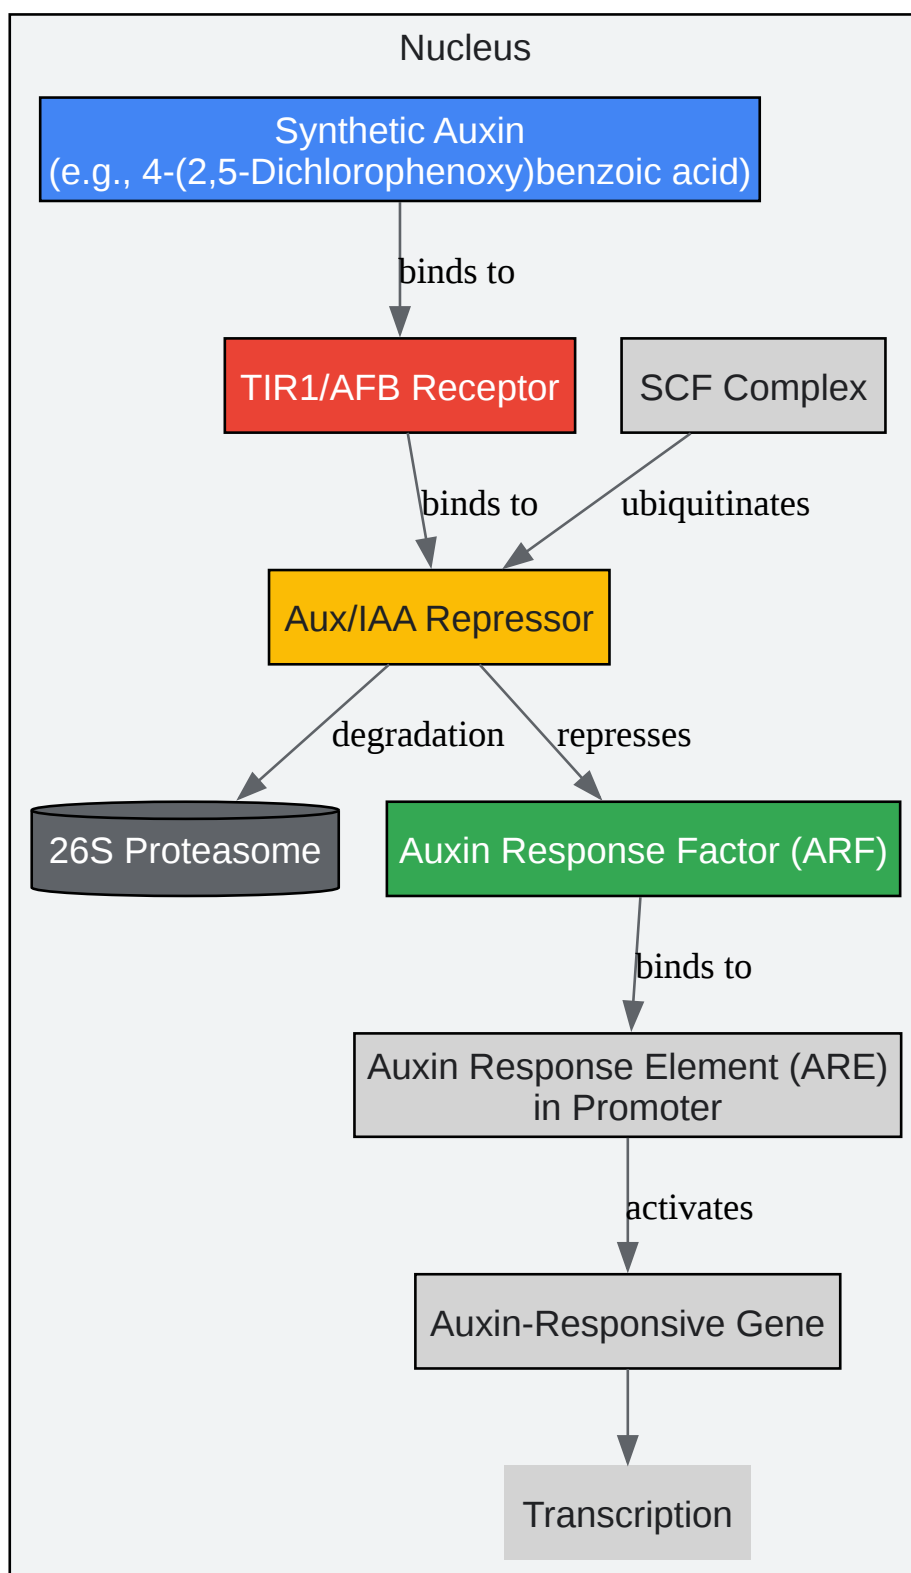 Nucleus
Synthetic Auxin
(e.g., 4-(2,5-Dichlorophenoxy)benzoic acid)
binds to
TIR1/AFB Receptor
SCF Complex
binds to
ubiquitinates
Aux/IAA Repressor
degradation
represses
26S Proteasome
Auxin Response Factor (ARF)
binds to
Auxin Response Element (ARE)
in Promoter
activates
Auxin-Responsive Gene
Transcription